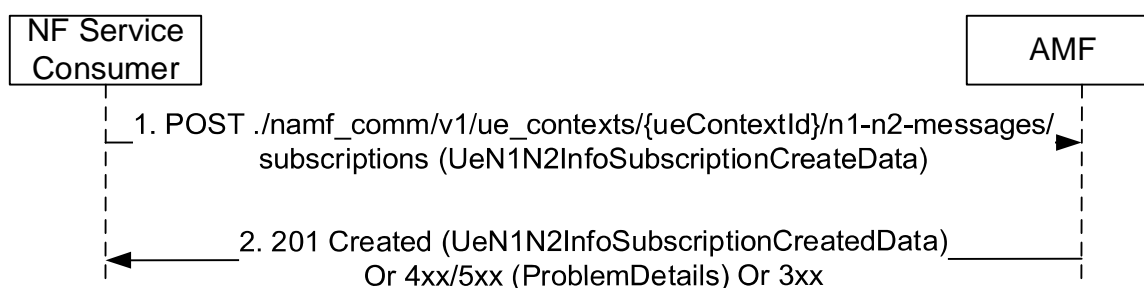 NF Service
Consumer
AMF
1. POST ./namf_comm/v1/ue_contexts/{ueContextId}/n1-n2-messages/
subscriptions (UeN1N2InfoSubscriptionCreateData)
2. 201 Created (UeN1N2InfoSubscriptionCreatedData)
Or 4xx/5xx (ProblemDetails) Or 3xx